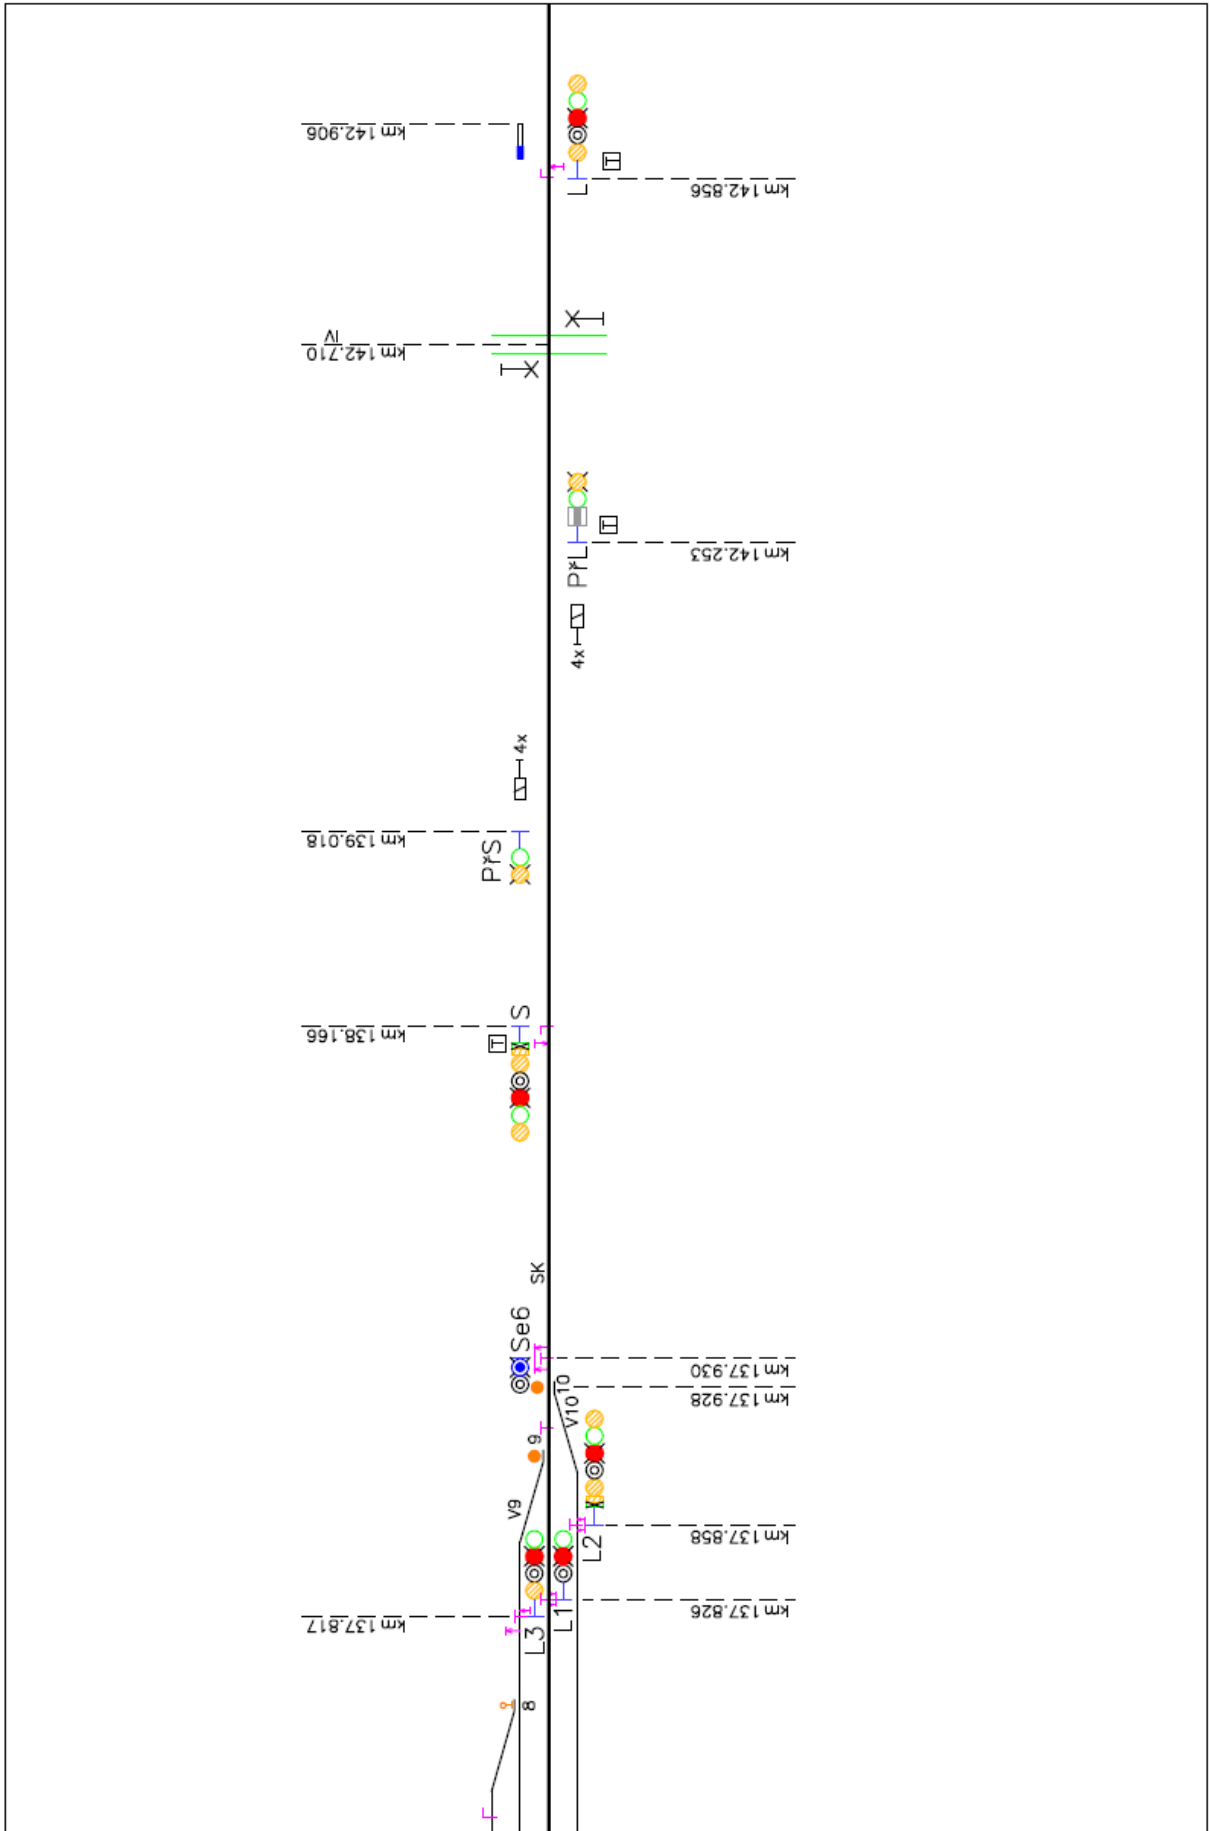 km 142.906
L
km 142.856
IV
km 142.710
PřL
km 142.253
4x
4x
km 139.018
PřS
S
km 138.166
T
T
T
SK
Se6
km 137.930
10
km 137.928
V10
9
V9
L2
km 137.858
L1
km 137.826
L3
km 137.817
8